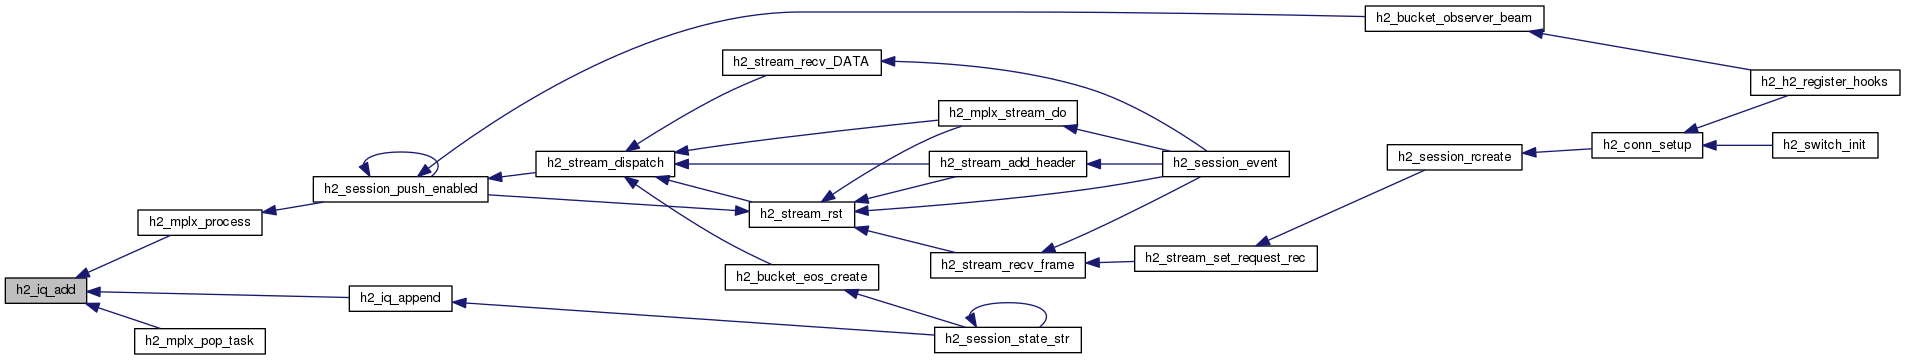 h2_bucket_observer_beam
h2_stream_recv_DATA
h2_h2_register_hooks
h2_mplx_stream_do
h2_conn_setup
h2_switch_init
h2_session_rcreate
h2_stream_dispatch
h2_stream_add_header
h2_session_event
h2_session_push_enabled
h2_stream_rst
h2_mplx_process
h2_stream_set_request_rec
h2_stream_recv_frame
h2_bucket_eos_create
h2_iq_add
h2_iq_append
h2_session_state_str
h2_mplx_pop_task